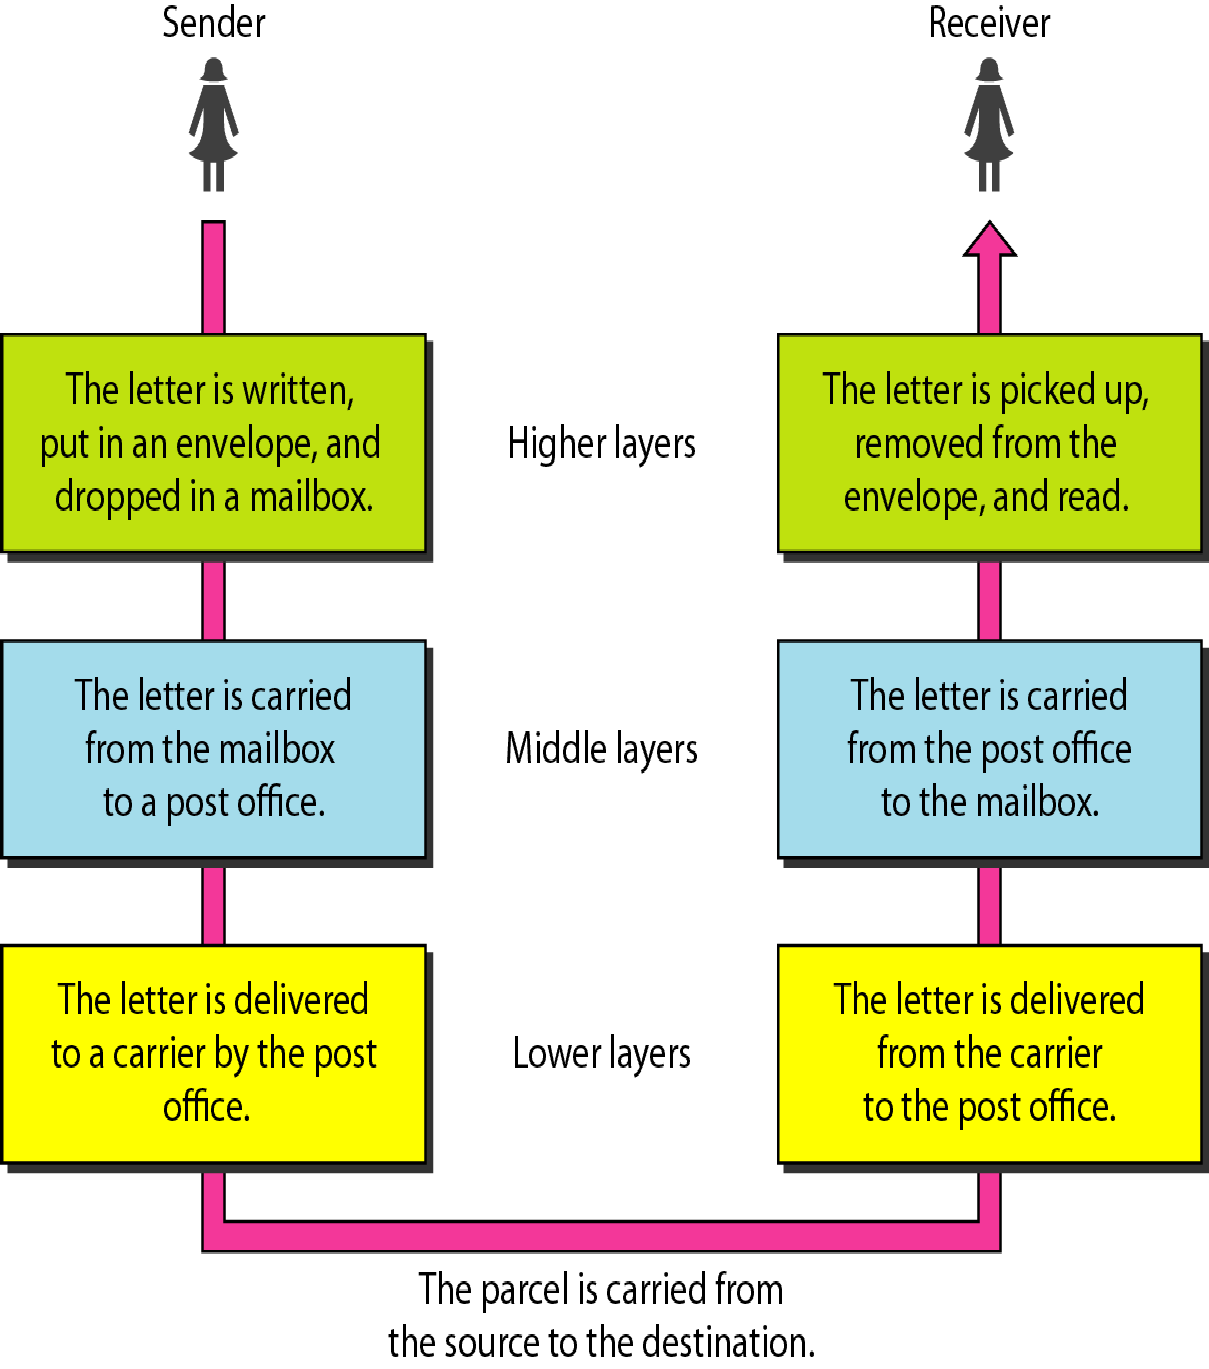 Sender
Receiver
The letter is written,
put in an envelope, and
dropped in a mailbox.
Higher layers
The letter is picked up,
removed from the
envelope, and read.
The letter is carried
from the mailbox
to a post office.
Middle layers
The letter is carried
from the post office
to the mailbox.
The letter is delivered
to a carrier by the post
office.
Lower layers
The letter is delivered
from the carrier
to the post office.
The parcel is carried from
the source to the destination.